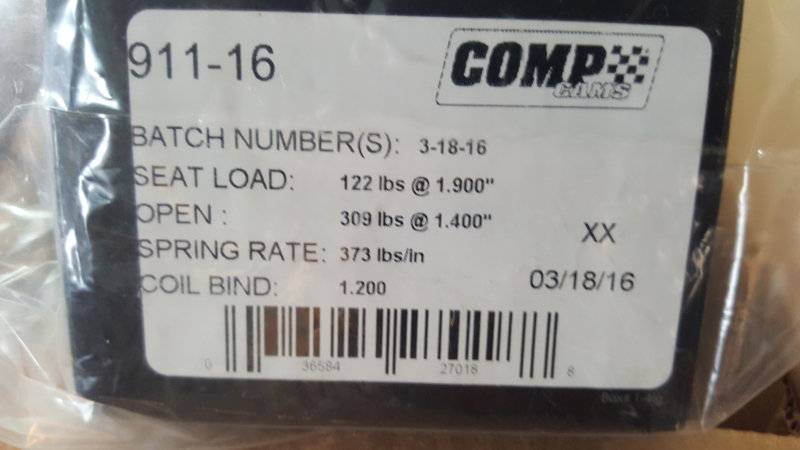 911-16
COMP
CAMS
BATCH NUMBER(S): 3-18-16
SEAT LOAD: 122 lbs @ 1.900"
OPEN : 309 lbs @ 1.400"
SPRING RATE: 373 lbs/in
COIL BIND: 1.200
XX
03/18/16
0 36584 27018 8